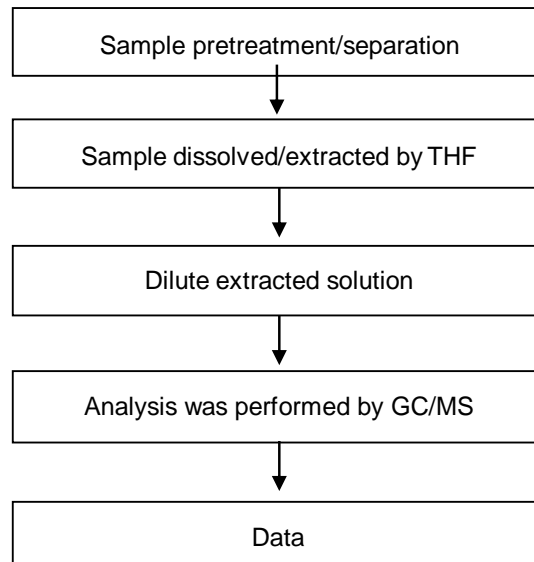 Sample pretreatment/separation
Sample dissolved/extracted by THF
Dilute extracted solution
Analysis was performed by GC/MS
Data